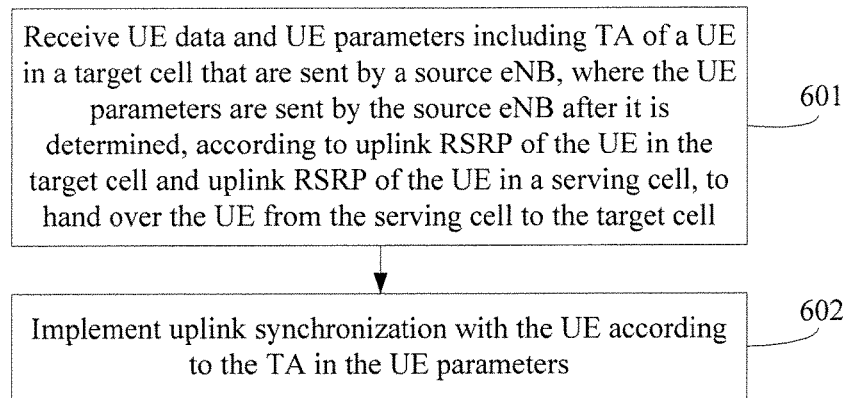 Receive UE data and UE parameters including TA of a UE
in a target cell that are sent by a source eNB, where the UE
parameters are sent by the source eNB after it is
determined, according to uplink RSRP of the UE in the
target cell and uplink RSRP of the UE in a serving cell, to
hand over the UE from the serving cell to the target cell
601
Implement uplink synchronization with the UE according
to the TA in the UE parameters
602